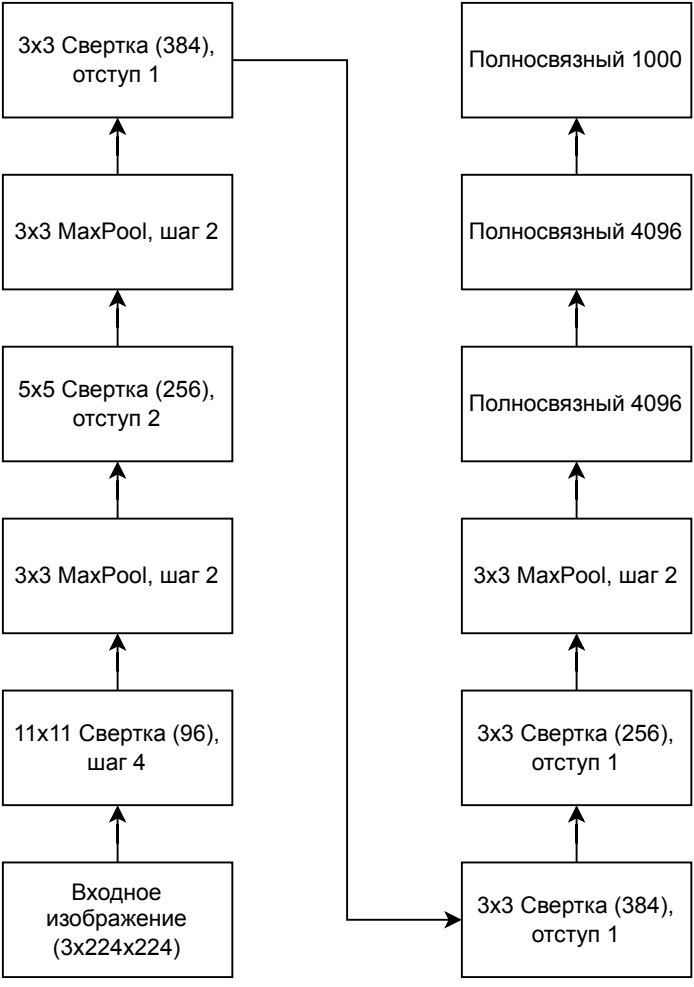 3x3 Свертка (384),
отступ 1
3x3 MaxPool, шаг 2
5x5 Свертка (256),
отступ 2
3x3 MaxPool, шаг 2
11x11 Свертка (96),
шаг 4
Входное
изображение
(3x224x224)
Полносвязный 1000
Полносвязный 4096
Полносвязный 4096
3x3 MaxPool, шаг 2
3x3 Свертка (256),
отступ 1
3x3 Свертка (384),
отступ 1